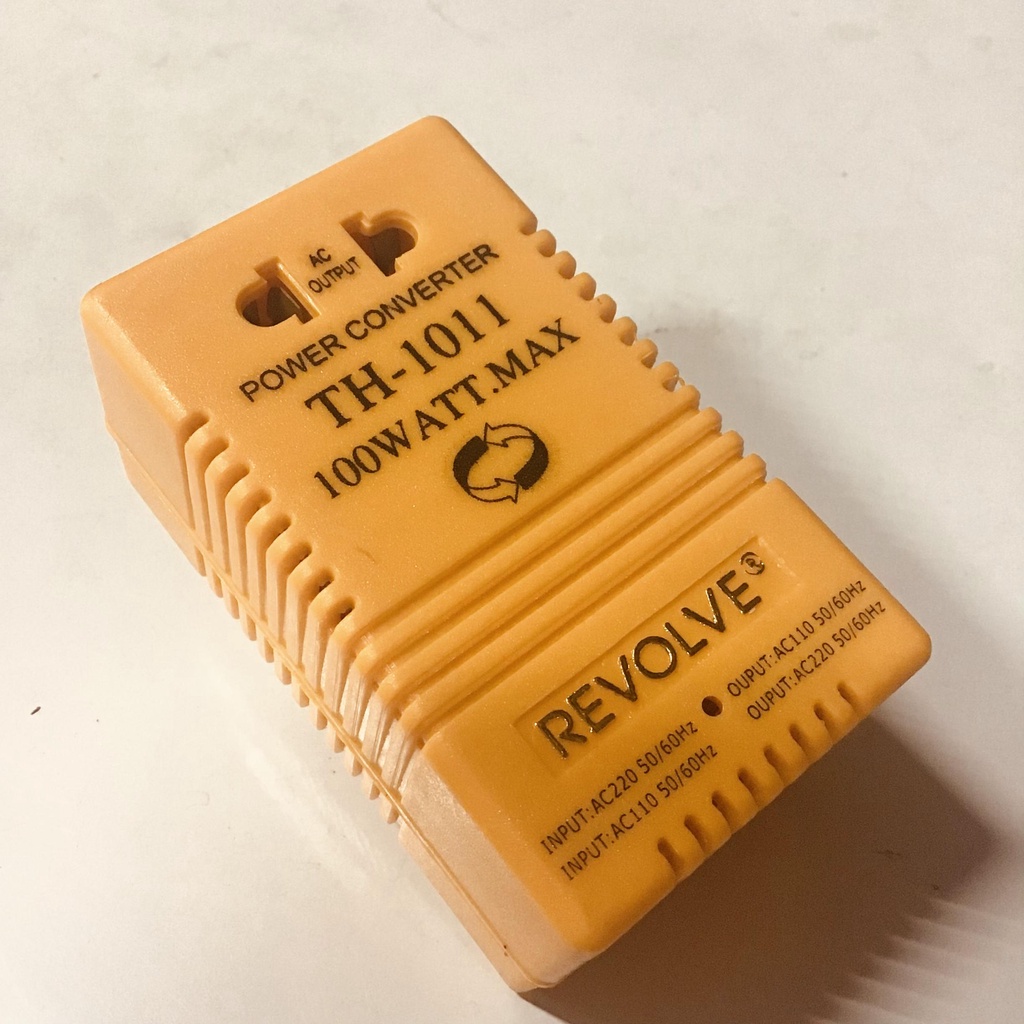 AC
OUTPUT
POWER CONVERTER
TH-1011
100WATT.MAX
REVOLVE®
INPUT:AC220 50/60Hz OUPUT:AC110 50/60Hz
INPUT:AC110 50/60Hz OUPUT:AC220 50/60Hz